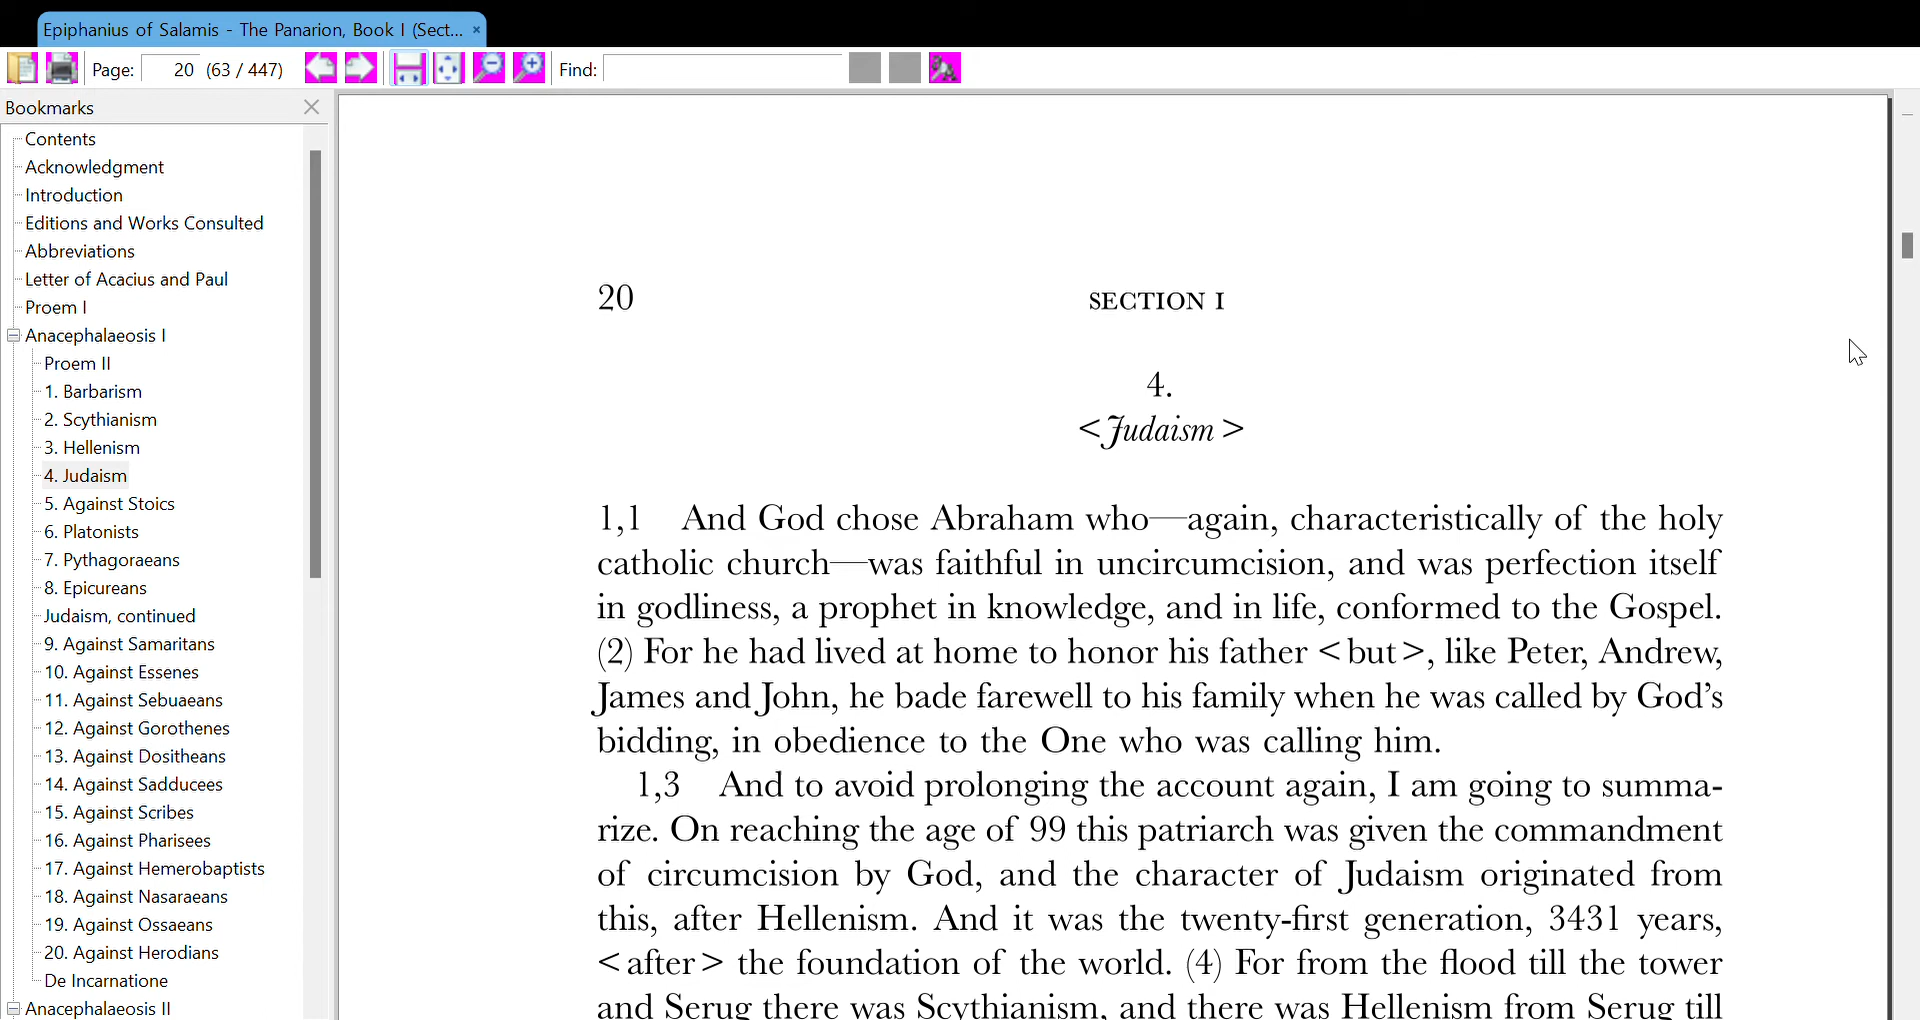 Epiphanius of Salamis - The Panarion, Book I (Sect...
Page: 20 (63 / 447) Find:
Bookmarks
Contents
Acknowledgment
Introduction
Editions and Works Consulted
Abbreviations
Letter of Acacius and Paul
Proem I
Anacephalaeosis I
Proem II
1. Barbarism
2. Scythianism
3. Hellenism
4. Judaism
5. Against Stoics
6. Platonists
7. Pythagoraeans
8. Epicureans
Judaism, continued
9. Against Samaritans
10. Against Essenes
11. Against Sebuaeans
12. Against Gorothenes
13. Against Dositheans
14. Against Sadducees
15. Against Scribes
16. Against Pharisees
17. Against Hemerobaptists
18. Against Nasaraeans
19. Against Ossaeans
20. Against Herodians
De Incarnatione
Anacephalaeosis II
20 SECTION I
4.
<Judaism>
1,1 And God chose Abraham who—again, characteristically of the holy
catholic church—was faithful in uncircumcision, and was perfection itself
in godliness, a prophet in knowledge, and in life, conformed to the Gospel.
(2) For he had lived at home to honor his father <but>, like Peter, Andrew,
James and John, he bade farewell to his family when he was called by God's
bidding, in obedience to the One who was calling him.
1,3 And to avoid prolonging the account again, I am going to summa-
rize. On reaching the age of 99 this patriarch was given the commandment
of circumcision by God, and the character of Judaism originated from
this, after Hellenism. And it was the twenty-first generation, 3431 years,
<after> the foundation of the world. (4) For from the flood till the tower
and Serug there was Scythianism, and there was Hellenism from Serug till